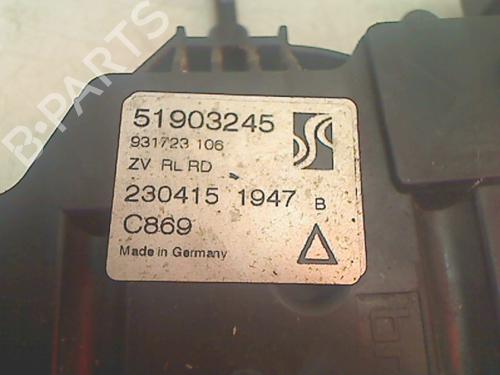 B-PARTS
51903245
931723 106
ZV RL RD
230415 1947 B
C869
Made in Germany